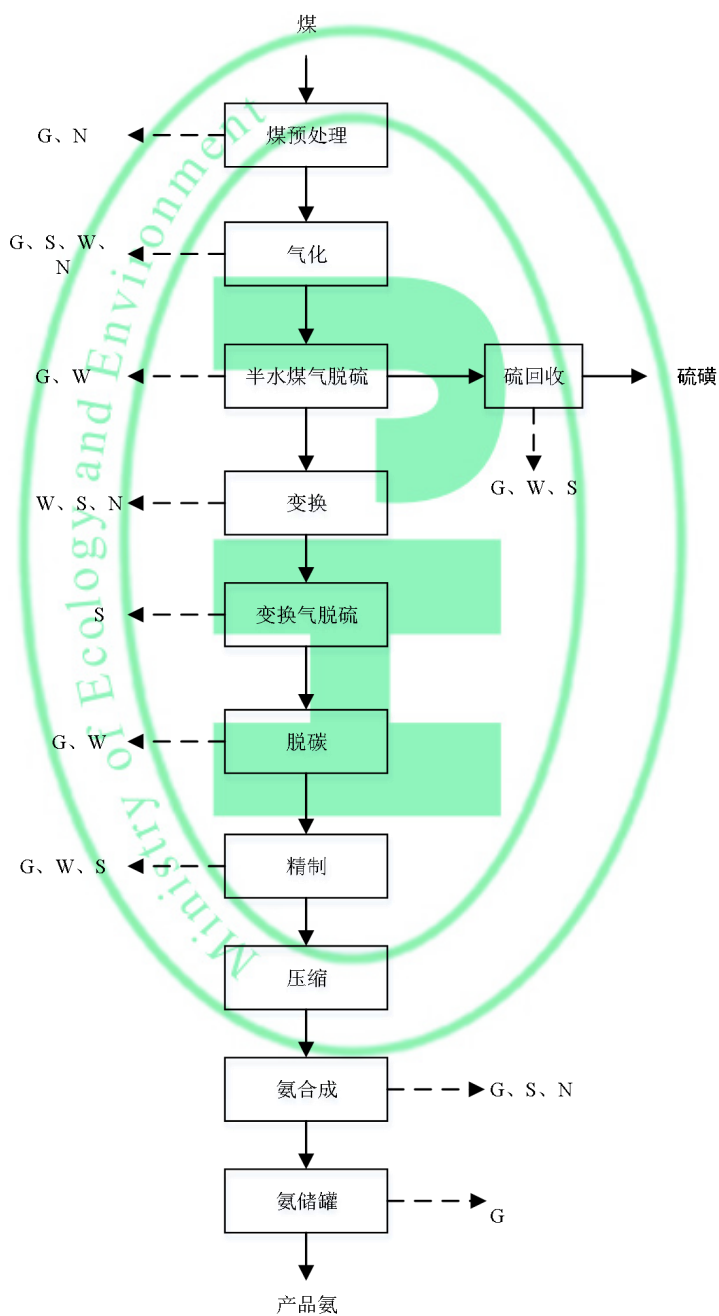 煤
煤预处理
G、N
气化
G、S、W、
N
半水煤气脱硫
G、W
硫回收
硫磺
G、W、S
变换
W、S、N
变换气脱硫
S
脱碳
G、W
精制
G、W、S
压缩
氨合成
G、S、N
氨储罐
G
产品氨
Ministry of Ecology and Environment